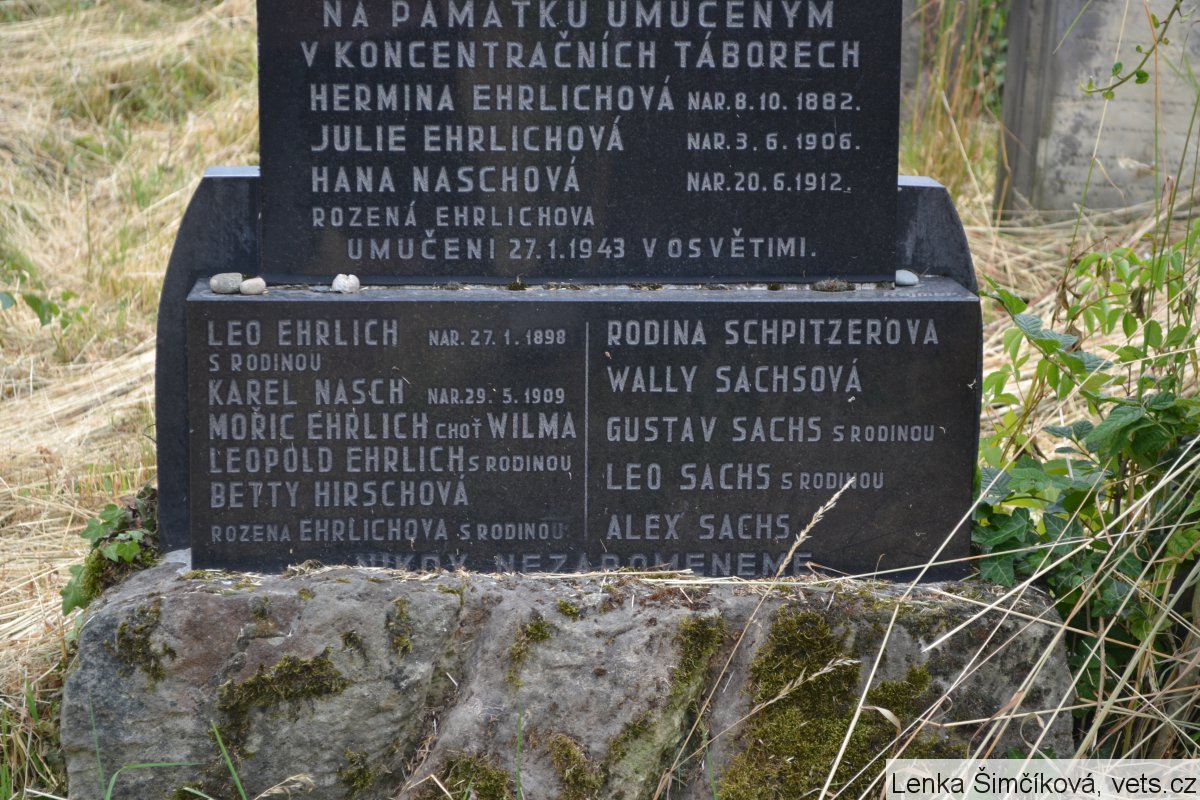 NA PAMÁTKU UMUČENÝM
V KONCENTRAČNÍCH TÁBORECH
HERMINA EHRLICHOVÁ NAR. 8. 10. 1882.
JULIE EHRLICHOVÁ NAR. 3. 6. 1906.
HANA NASCHOVÁ NAR. 20. 6. 1912.
ROZENÁ EHRLICHOVA
UMUČENI 27. 1. 1943 V OSVĚTIMI.
LEO EHRLICH NAR. 27. 1. 1898
S RODINOU
KAREL NASCH NAR. 29. 5. 1909
MOŘIC EHRLICH CHOŤ WILMA
LEOPOLD EHRLICH S RODINOU
BETTY HIRSCHOVÁ
ROZENA EHRLICHOVA S RODINOU
RODINA SCHPITZEROVA
WALLY SACHSOVÁ
GUSTAV SACHS S RODINOU
LEO SACHS S RODINOU
ALEX SACHS
NIKDY NEZAPOMENEME
Lenka Šimčíková, vets.cz